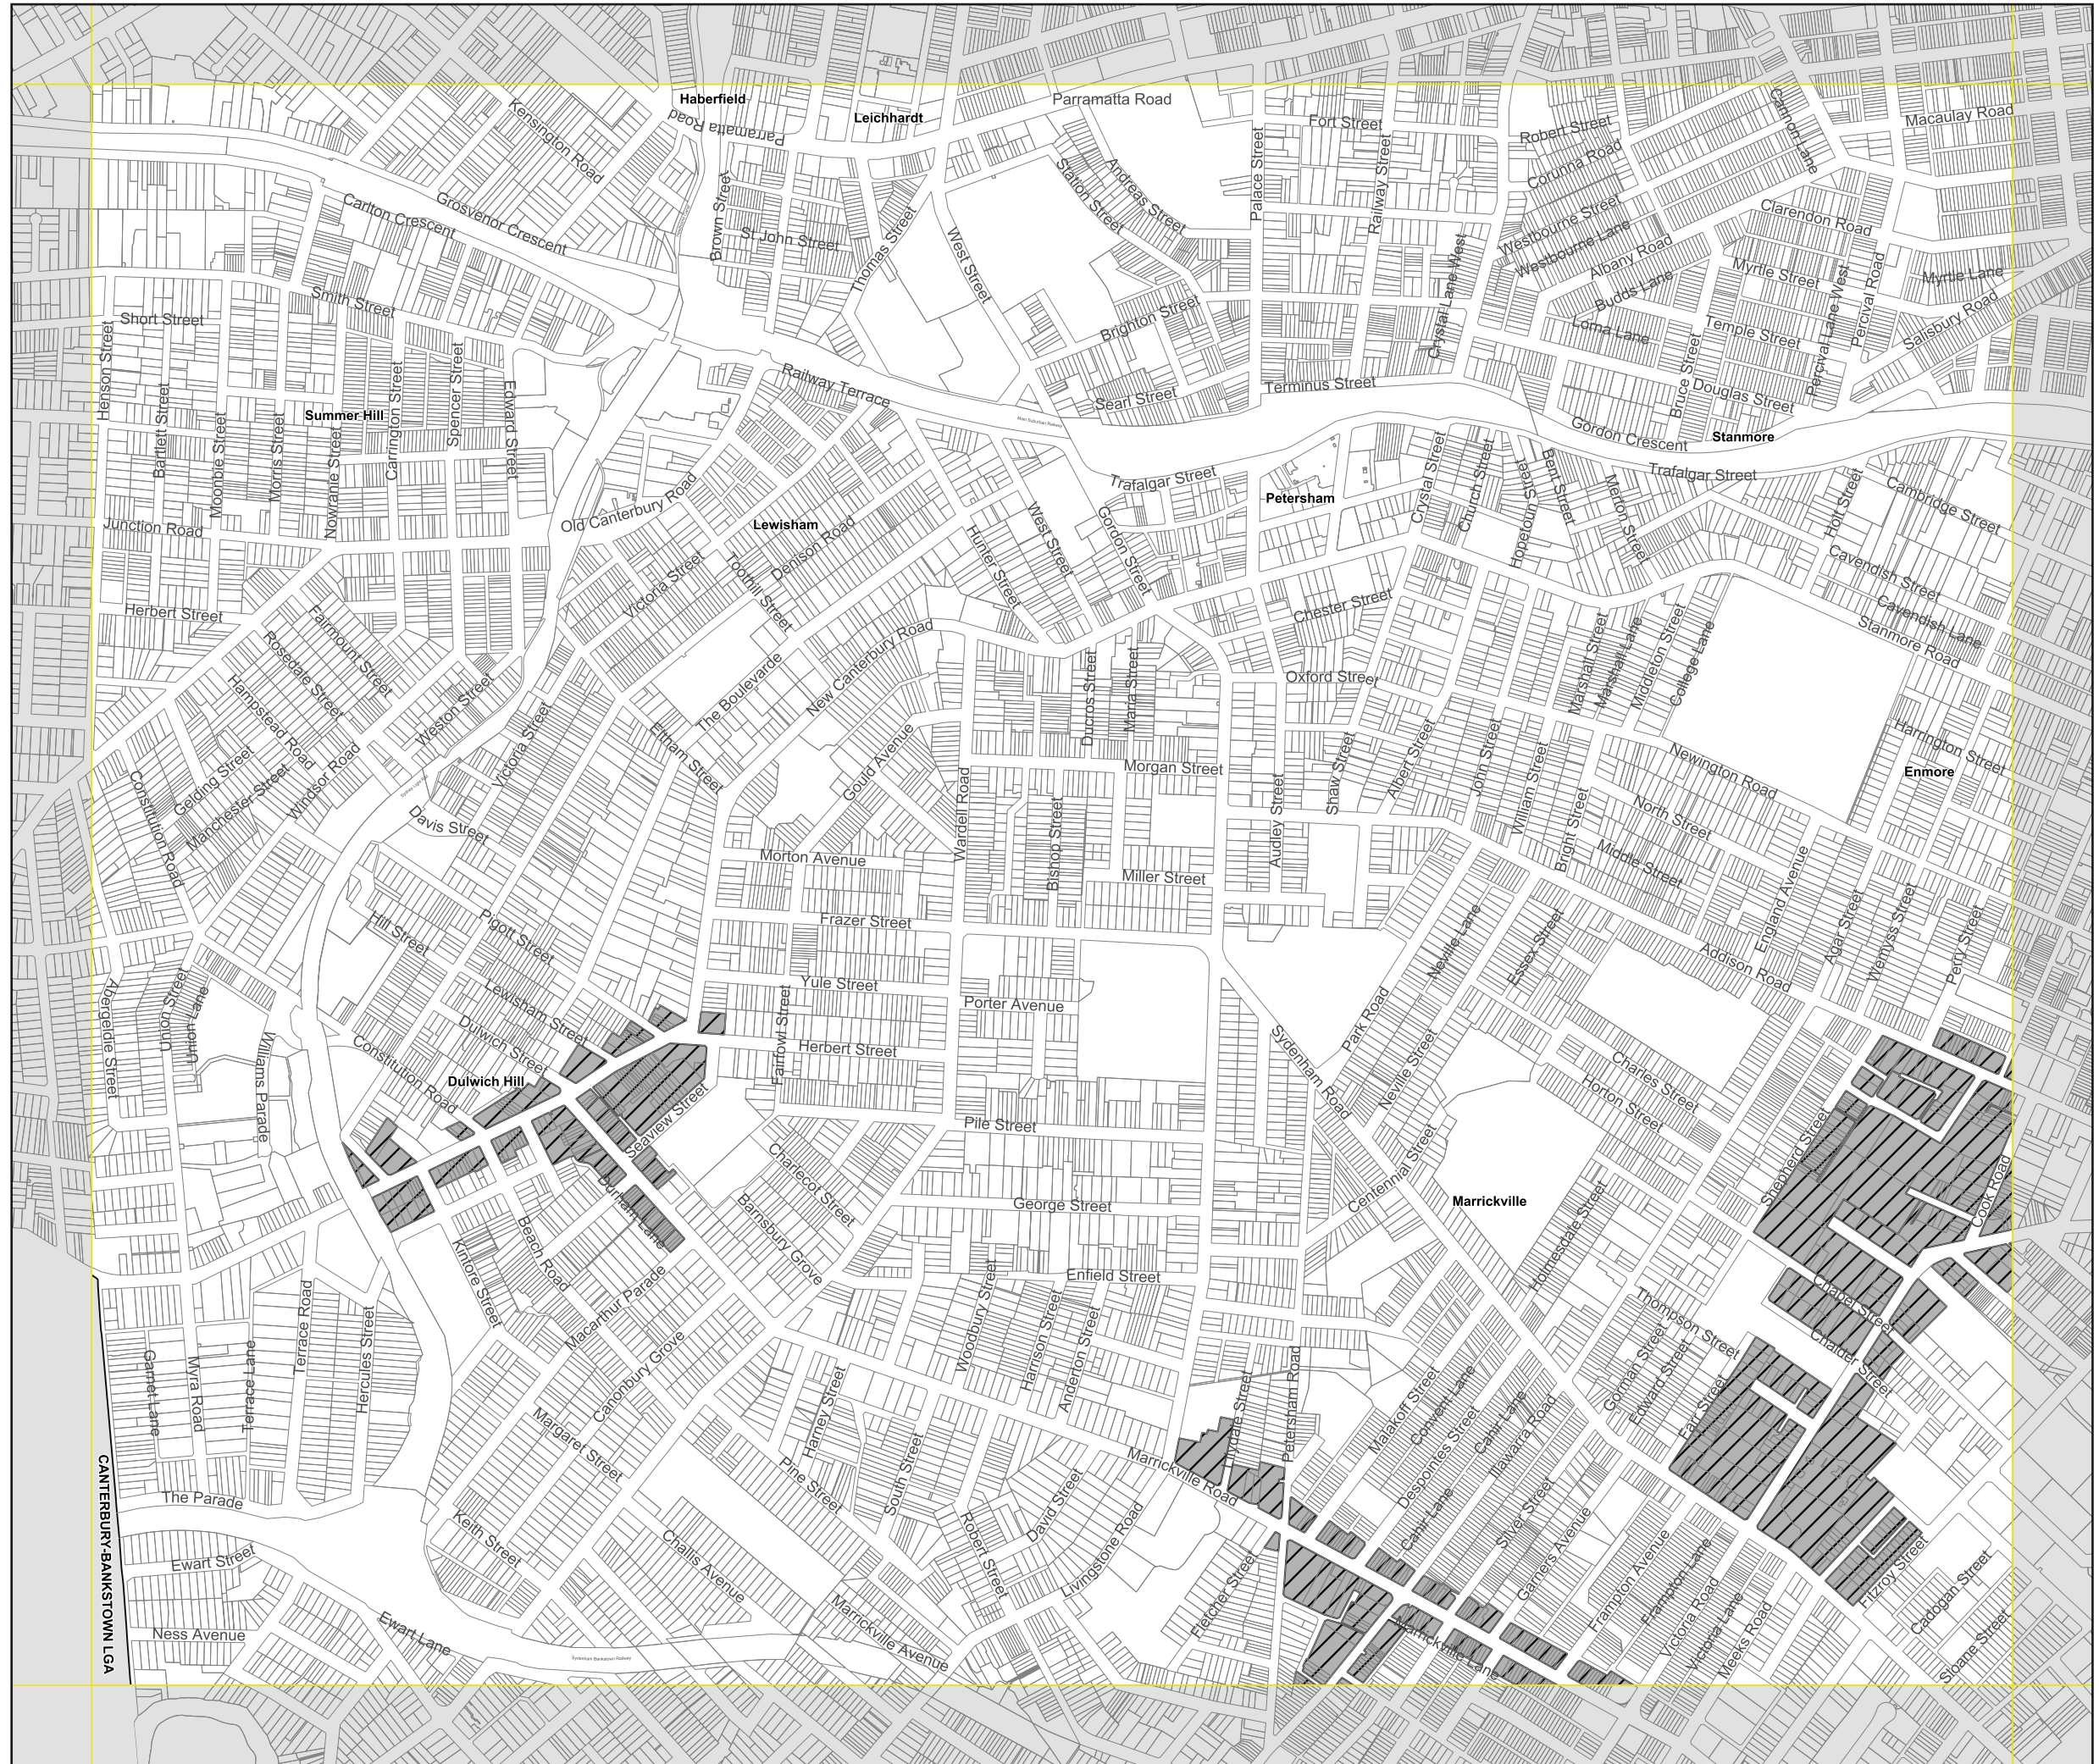 Haberfield
Leichhardt
Parramatta Road
Parramatta Road
Kensington Road
Fort Street
Robert Street
Cannon Lane
Macaulay Road
Corunna Road
Palace Street
Railway Street
Andreas Street
Station Street
Brown Street
Carlton Crescent
Grosvenor Crescent
St John Street
Thomas Street
West Street
Westbourne Street
Westbourne Lane
Albany Road
Clarendon Road
Budds Lane
Myrtle Street
Myrtle Lane
Percival Lane West
Percival Road
Crystal Lane West
Smith Street
Short Street
Henson Street
Brighton Street
Lorna Lane
Temple Street
Salisbury Road
Bruce Street
Douglas Street
Railway Terrace
Searl Street
Terminus Street
Main Suburban Railway
Gordon Crescent
Stanmore
Summer Hill
Bartlett Street
Moonbie Street
Morris Street
Nowranie Street
Carrington Street
Spencer Street
Edward Street
Trafalgar Street
Trafalgar Street
Petersham
Crystal Street
Church Street
Hopetoun Street
Bent Street
Merton Street
Holt Street
Cambridge Street
Old Canterbury Road
Lewisham
Denison Road
Junction Road
Hunter Street
West Street
Gordon Street
Victoria Street
Toothill Street
Cavendish Street
Cavendish Lane
Stanmore Road
Herbert Street
Fairmount Street
Rosedale Street
Hampstead Road
Weston Street
Chester Street
New Canterbury Road
The Boulevarde
Ducros Street
Maria Street
Oxford Street
Marshall Street
Marshall Lane
Middleton Street
College Lane
Victoria Street
Eltham Street
Gould Avenue
Morgan Street
Shaw Street
Albert Street
John Street
William Street
Newington Road
Harrington Street
Enmore
Constitution Road
Gelding Street
Manchester Street
Windsor Road
Sydney Light Rail
Davis Street
Wardell Road
Bishop Street
Audley Street
Bright Street
North Street
Middle Street
England Avenue
Morton Avenue
Miller Street
Frazer Street
Hill Street
Pigott Street
Neville Lane
Essex Street
Addison Road
Agar Street
Wemyss Street
Perry Street
Abergeldie Street
Union Street
Union Lane
Williams Parade
Lewisham Street
Dulwich Street
Constitution Road
Yule Street
Fairfowl Street
Porter Avenue
Herbert Street
Sydenham Road
Park Road
Neville Street
Charles Street
Horton Street
Dulwich Hill
Seaview Street
Pile Street
Centennial Street
Shepherd Street
Cook Road
Charlecot Street
Durham Lane
Barnsbury Grove
George Street
Marrickville
Homesdale Street
Beach Road
Kintore Street
Enfield Street
Macarthur Parade
Woodbury Street
Harrison Street
Anderton Street
Thompson Street
Chapel Street
Chalder Street
Terrace Road
Hercules Street
Garnet Lane
Myra Road
Terrace Lane
Canonbury Grove
Margaret Street
Harney Street
Pine Street
South Street
Illydale Street
Petersham Road
Malakoff Street
Convent Lane
Despointes Street
Calvert Lane
Illawarra Road
Gorman Street
Edward Street
Farr Street
Marrickville Road
CANTERBURY-BANKSTOWN LGA
The Parade
Keith Street
Ewart Street
Challis Avenue
Robert Street
David Street
Livingstone Road
Fletcher Street
Silver Street
Garners Avenue
Frampton Avenue
Frampton Lane
Victoria Road
Victoria Lane
Meeks Road
Fitzroy Street
Cadogan Street
Sloane Street
Ness Avenue
Ewart Lane
Sydenham Bankstown Railway
Marrickville Avenue
Marrickville Lane